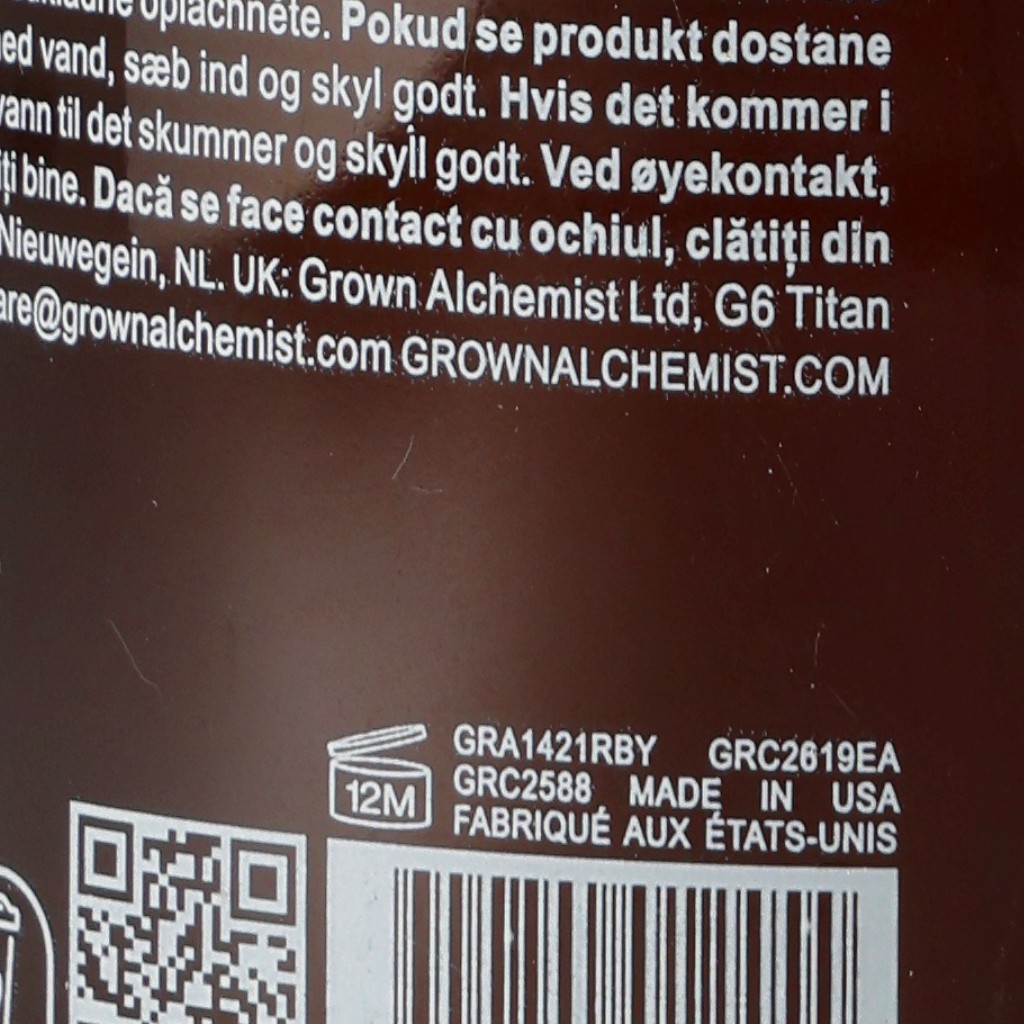 opláchněte. Pokud se produkt dostane
vand, sæb ind og skyl godt. Hvis det kommer i
vann til det skummer og skyll godt. Ved øyekontakt,
bine. Dacă se face contact cu ochiul, clătiți din
Nieuwegein, NL. UK: Grown Alchemist Ltd, G6 Titan
are@grownalchemist.com GROWNALCHEMIST.COM
GRA1421RBY GRC2619EA
12M GRC2588 MADE IN USA
FABRIQUÉ AUX ÉTATS-UNIS